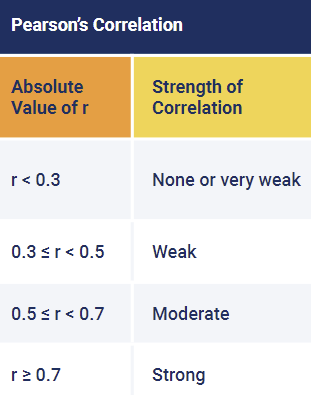 Pearson's Correlation
Absolute Value of r
Strength of Correlation
r < 0.3 None or very weak
0.3 ≤ r < 0.5 Weak
0.5 ≤ r < 0.7 Moderate
r ≥ 0.7 Strong